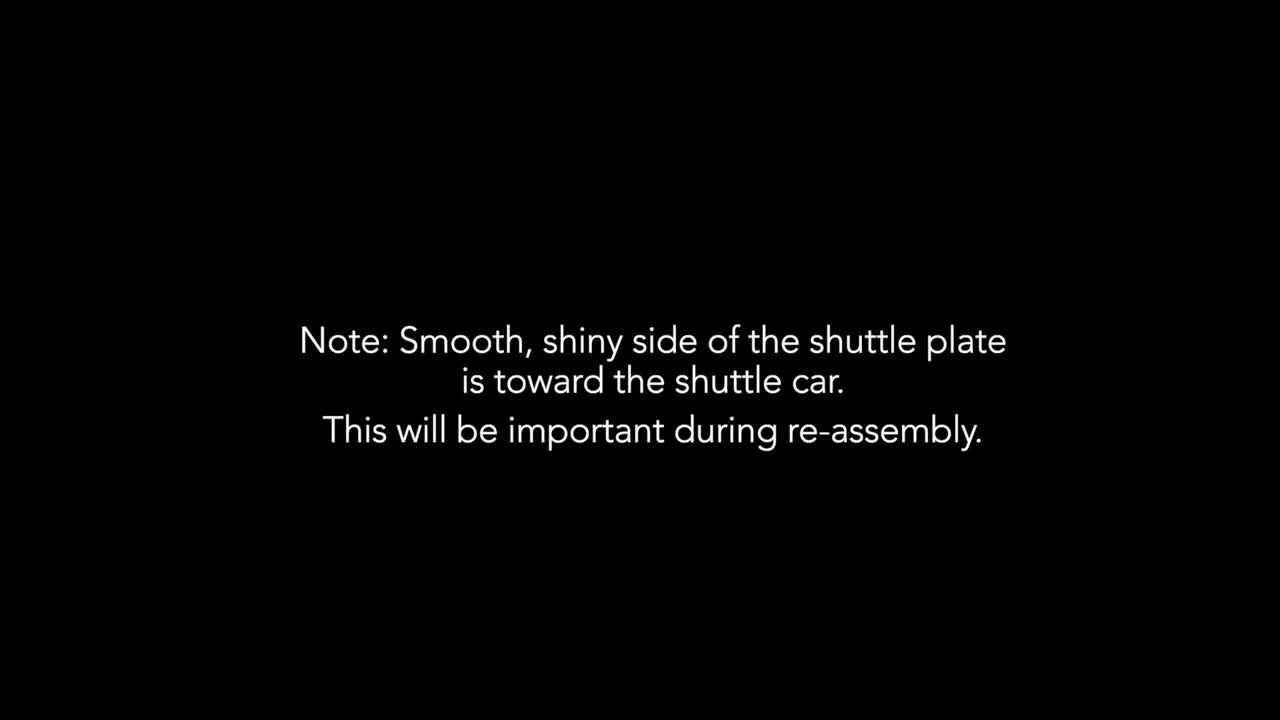 Note: Smooth, shiny side of the shuttle plate
is toward the shuttle car.
This will be important during re-assembly.